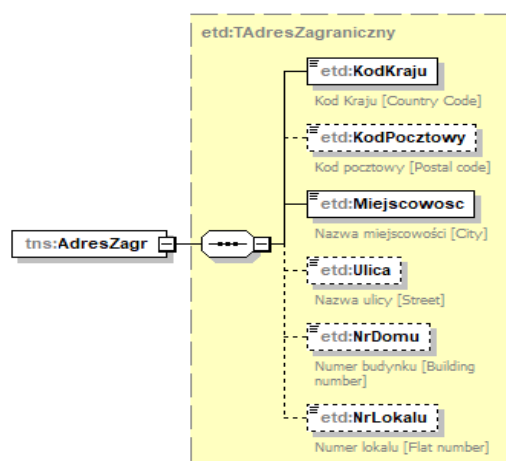 etd:TAdresZagraniczny
etd:KodKraju
Kod Kraju [Country Code]
etd:KodPocztowy
Kod pocztowy [Postal code]
etd:Miejscowosc
Nazwa miejscowości [City]
tns:AdresZagr
etd:Ulica
Nazwa ulicy [Street]
etd:NrDomu
Numer budynku [Building
number]
etd:NrLokalu
Numer lokalu [Flat number]